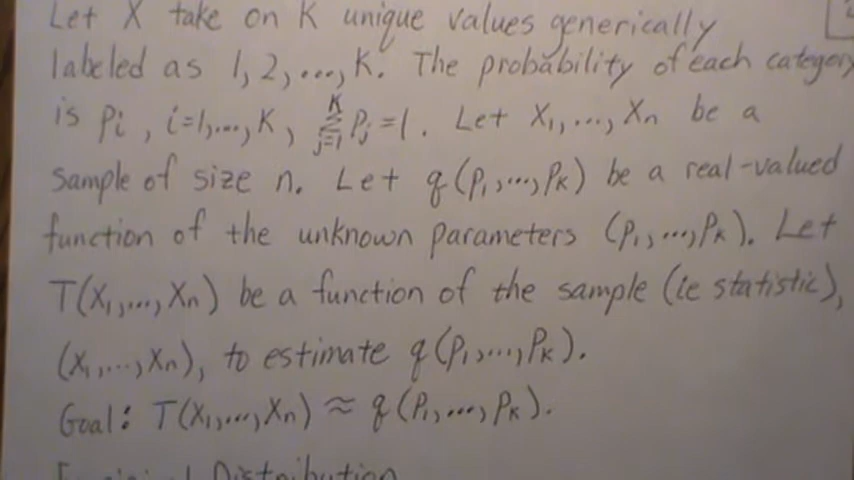 Let X take on K unique values generically
labeled as 1, 2, ..., K. The probability of each category
is pi, i=1,..., K, K Σ j=1 Pj = 1. Let X1, ..., Xn be a
sample of size n. Let q(P1,...,PK) be a real-valued
function of the unknown parameters (P1,...,PK). Let
T(X1,..., Xn) be a function of the sample (ie statistic),
(X1,...,Xn), to estimate q(P1,...,PK).
Goal: T(X1,...,Xn) ≈ q(P1,...,PK).
Distribution